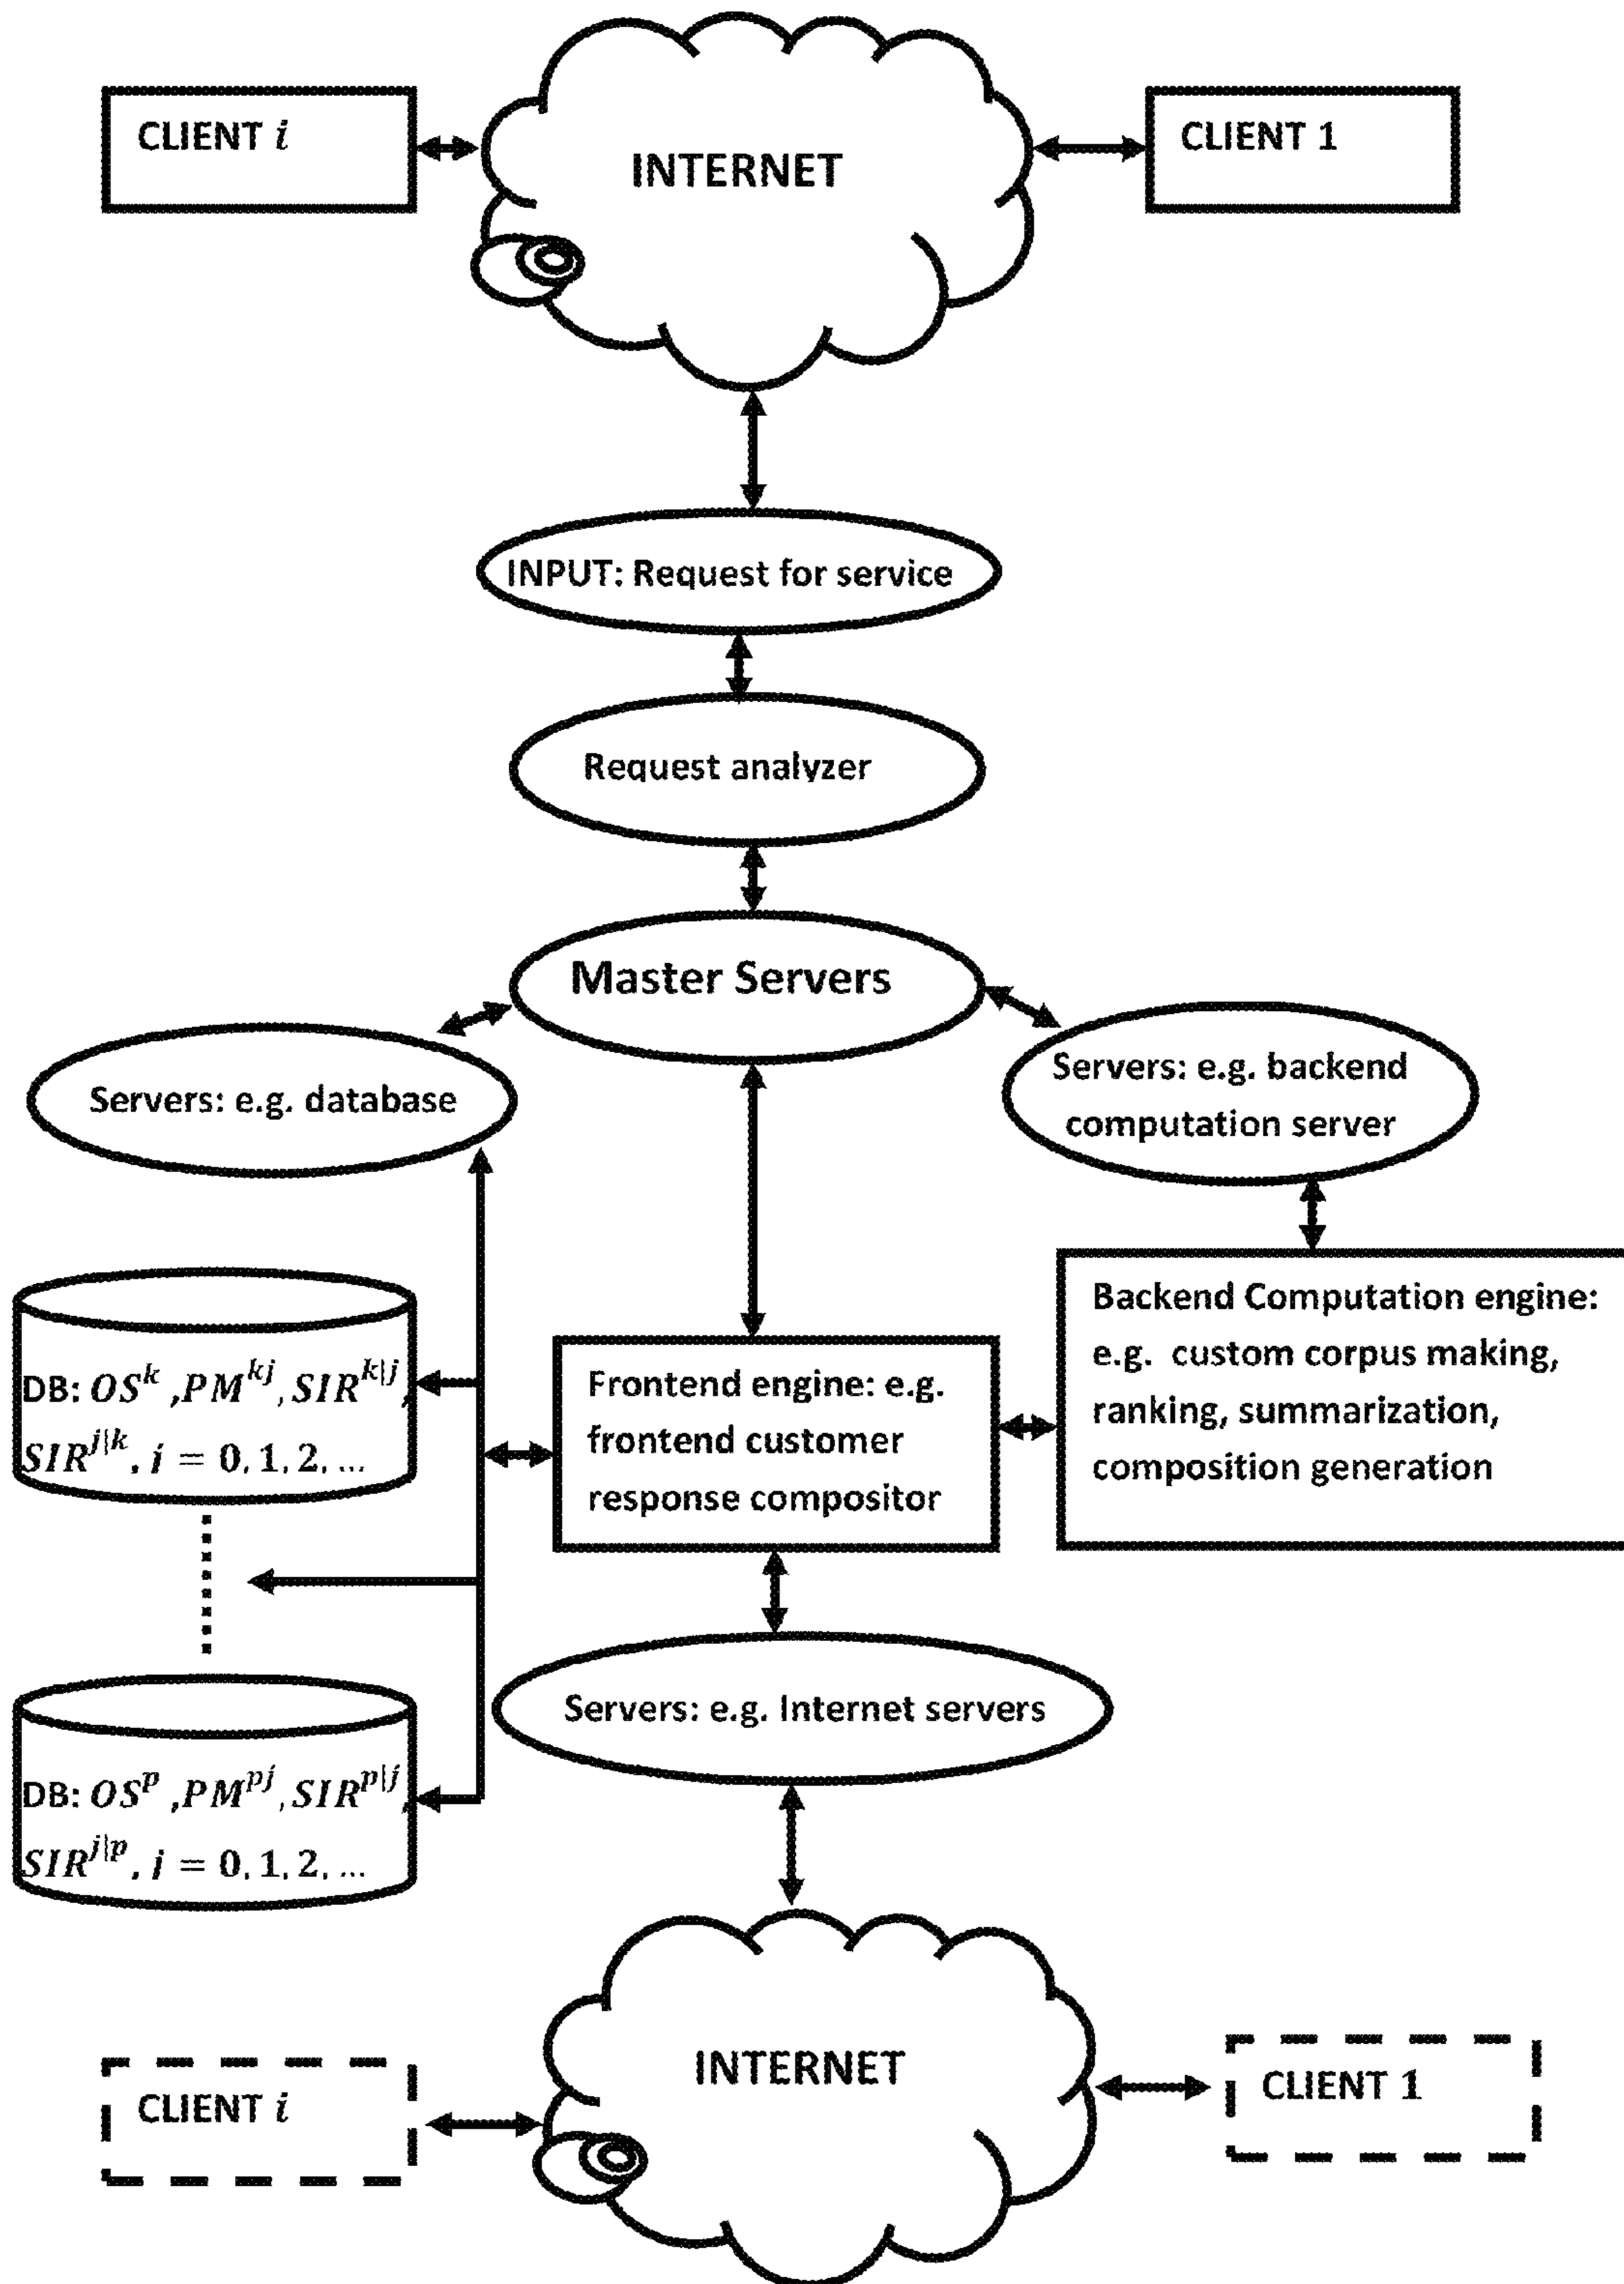 CLIENT i
INTERNET
CLIENT 1
INPUT: Request for service
Request analyzer
Master Servers
Servers: e.g. database
Servers: e.g. backend
computation server
Backend Computation engine:
e.g. custom corpus making,
ranking, summarization,
composition generation
Frontend engine: e.g.
frontend customer
response compositor
DB: OS^k ,PM^{kj}, SIR^{k|j},
SIR^{j|k}, j = 0, 1, 2, ...
Servers: e.g. Internet servers
DB: OS^p ,PM^{pj}, SIR^{p|j},
SIR^{j|p}, j = 0, 1, 2, ...
INTERNET
CLIENT i
CLIENT 1